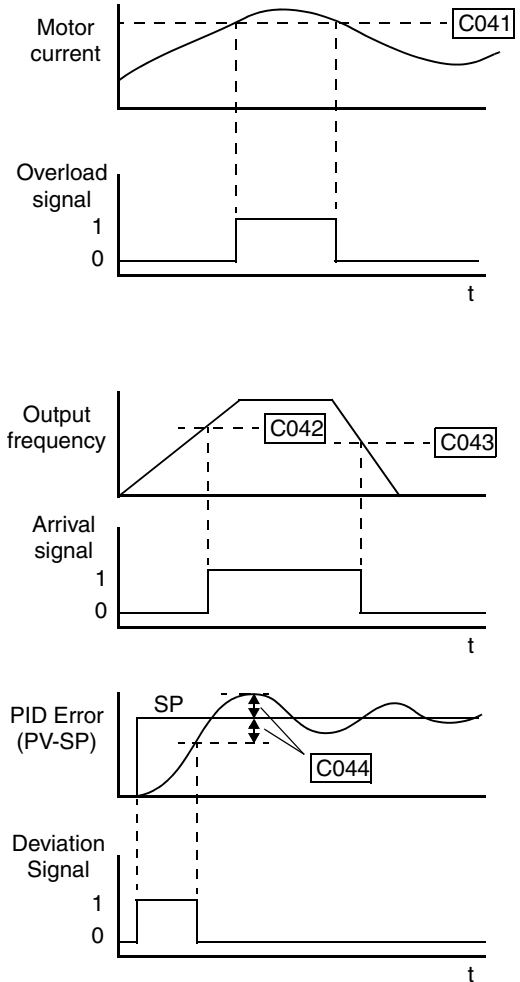 Motor
current
C041
Overload
signal
1
0
t
Output
frequency
C042
C043
Arrival
signal
1
0
t
PID Error
(PV-SP)
SP
C044
Deviation
Signal
1
0
t